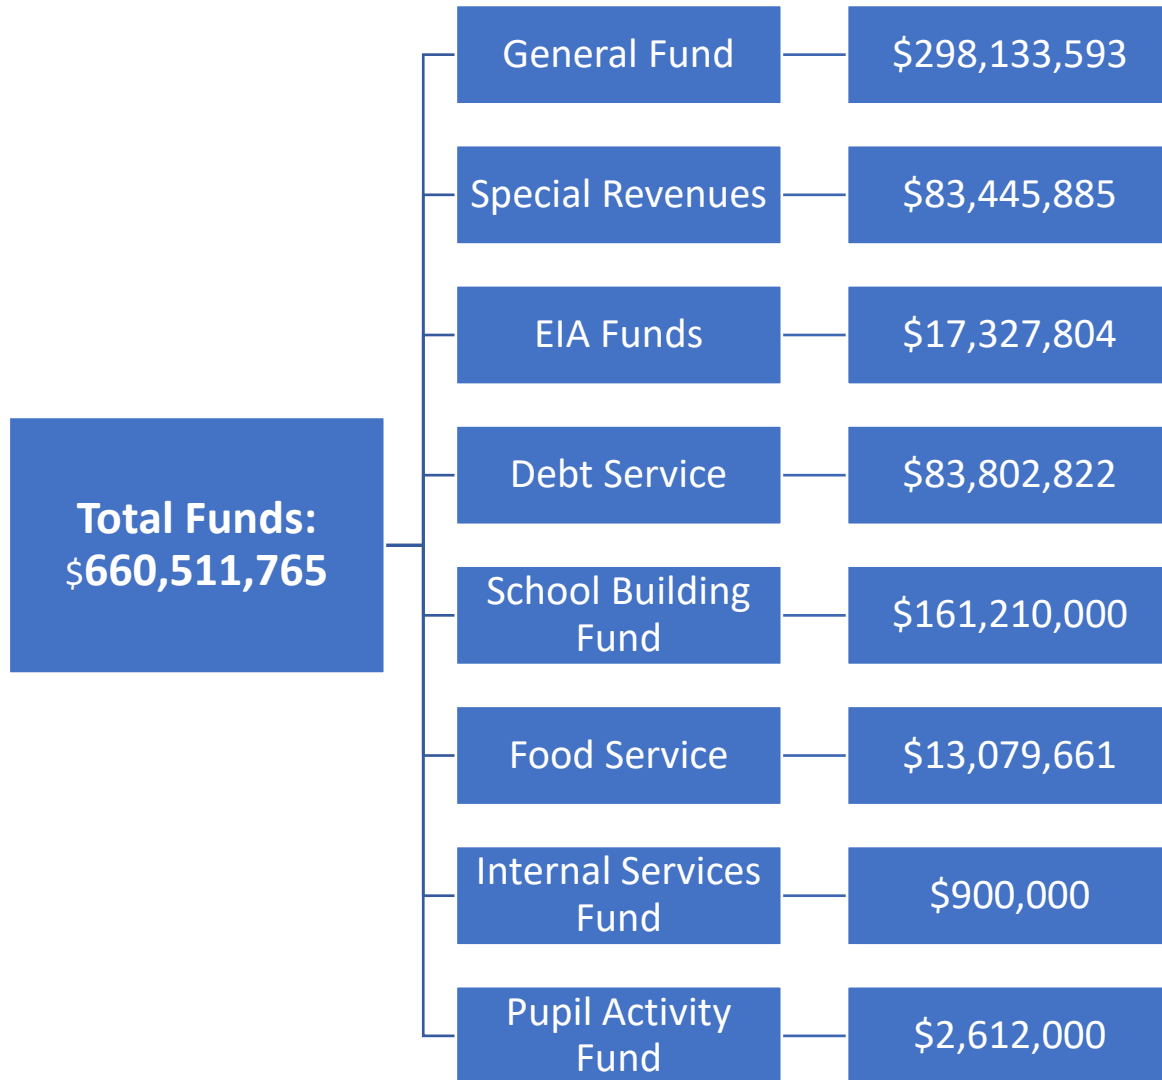 General Fund
$298,133,593
Special Revenues
$83,445,885
EIA Funds
$17,327,804
Total Funds:
$660,511,765
Debt Service
$83,802,822
School Building
Fund
$161,210,000
Food Service
$13,079,661
Internal Services
Fund
$900,000
Pupil Activity
Fund
$2,612,000